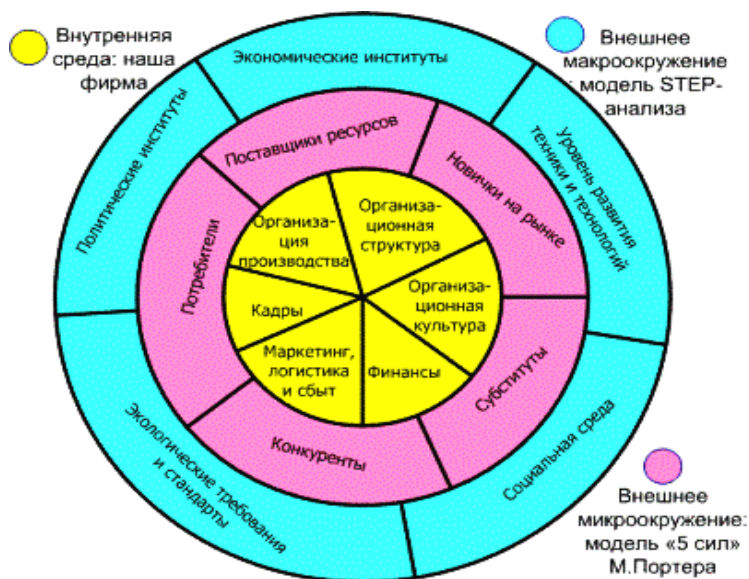 Внутренняя
среда: наша
фирма
Внешнее
макроокружение
: модель STEP-
анализа
Экономические институты
Политические институты
Уровень развития
техники и технологий
Экологические требования
и стандарты
Социальная среда
Поставщики ресурсов
Новички на рынке
Потребители
Субституты
Конкуренты
Организа-
ция
производства
Организа-
ционная
структура
Кадры
Организа-
ционная
культура
Маркетинг,
логистика
и сбыт
Финансы
Внешнее
микроокружение:
модель «5 сил»
М.Портера